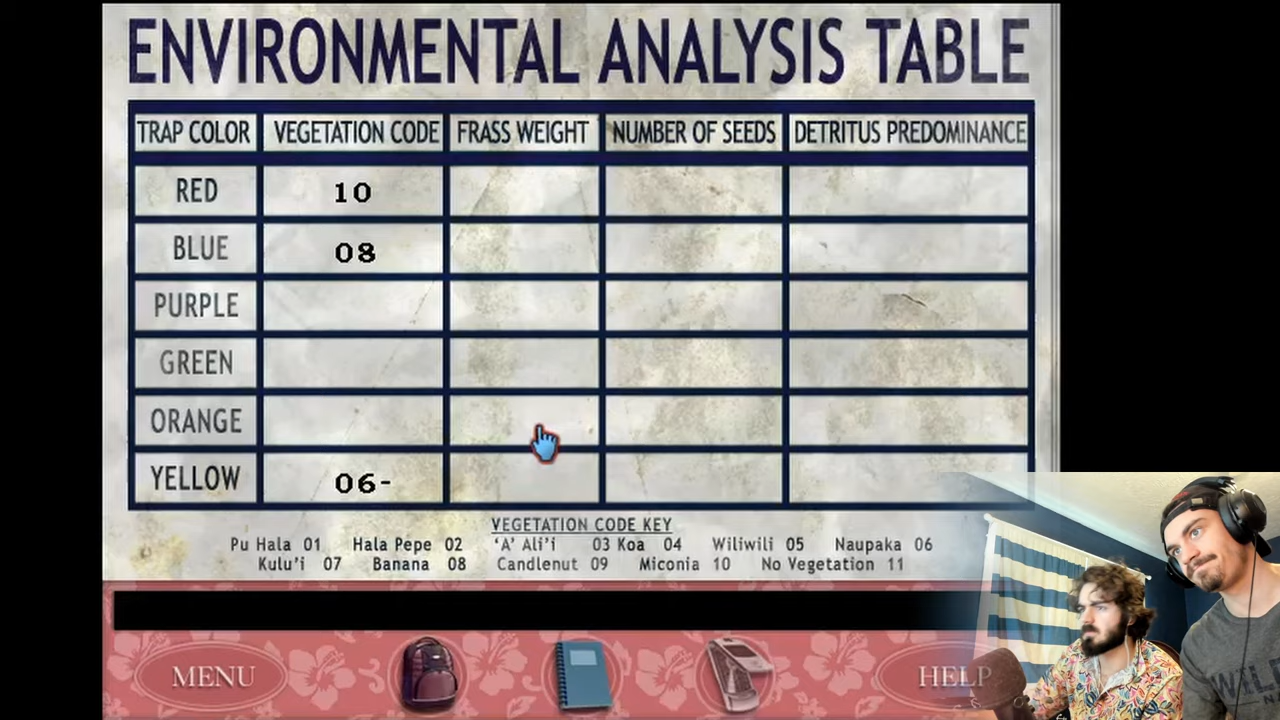 ENVIRONMENTAL ANALYSIS TABLE
TRAP COLOR VEGETATION CODE FRASS WEIGHT NUMBER OF SEEDS DETRITUS PREDOMINANCE
RED 10
BLUE 08
PURPLE
GREEN
ORANGE
YELLOW 06-
VEGETATION CODE KEY
Pu Hala 01 Hala Pepe 02 'A' Ali'i 03 Koa 04 Wiliwili 05 Naupaka 06
Kulu'i 07 Banana 08 Candlenut 09 Miconia 10 No Vegetation 11
MENU HELP